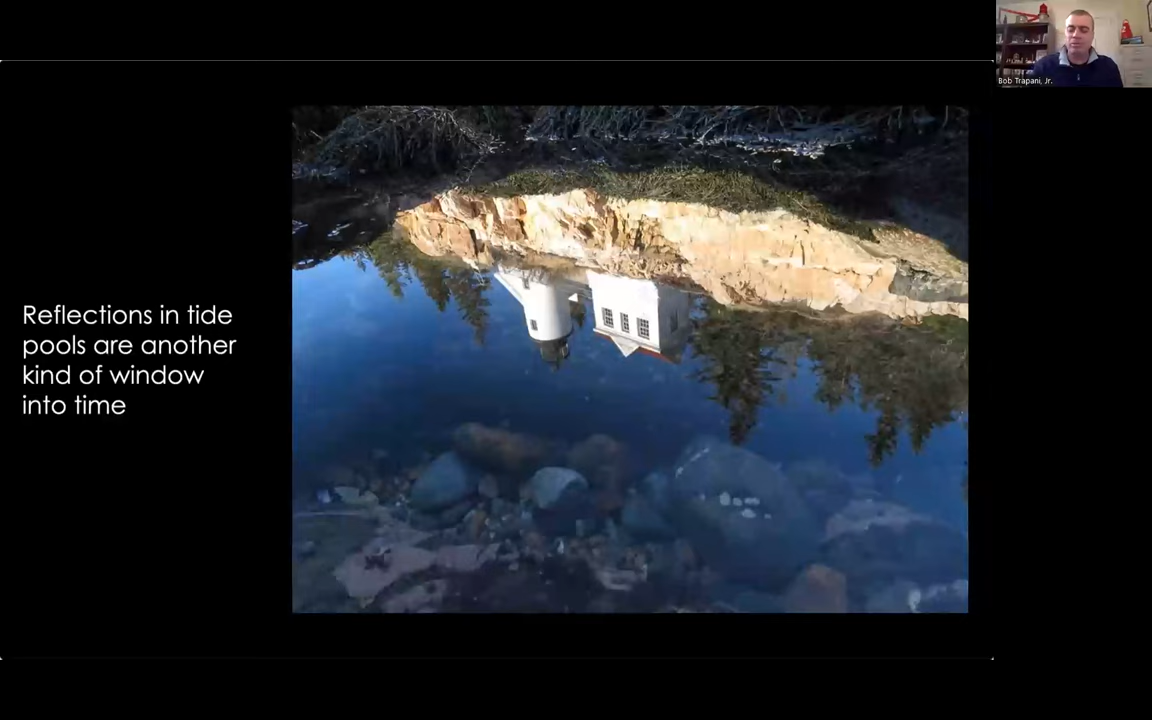 Bob Trapani, Jr.
Reflections in tide
pools are another
kind of window
into time